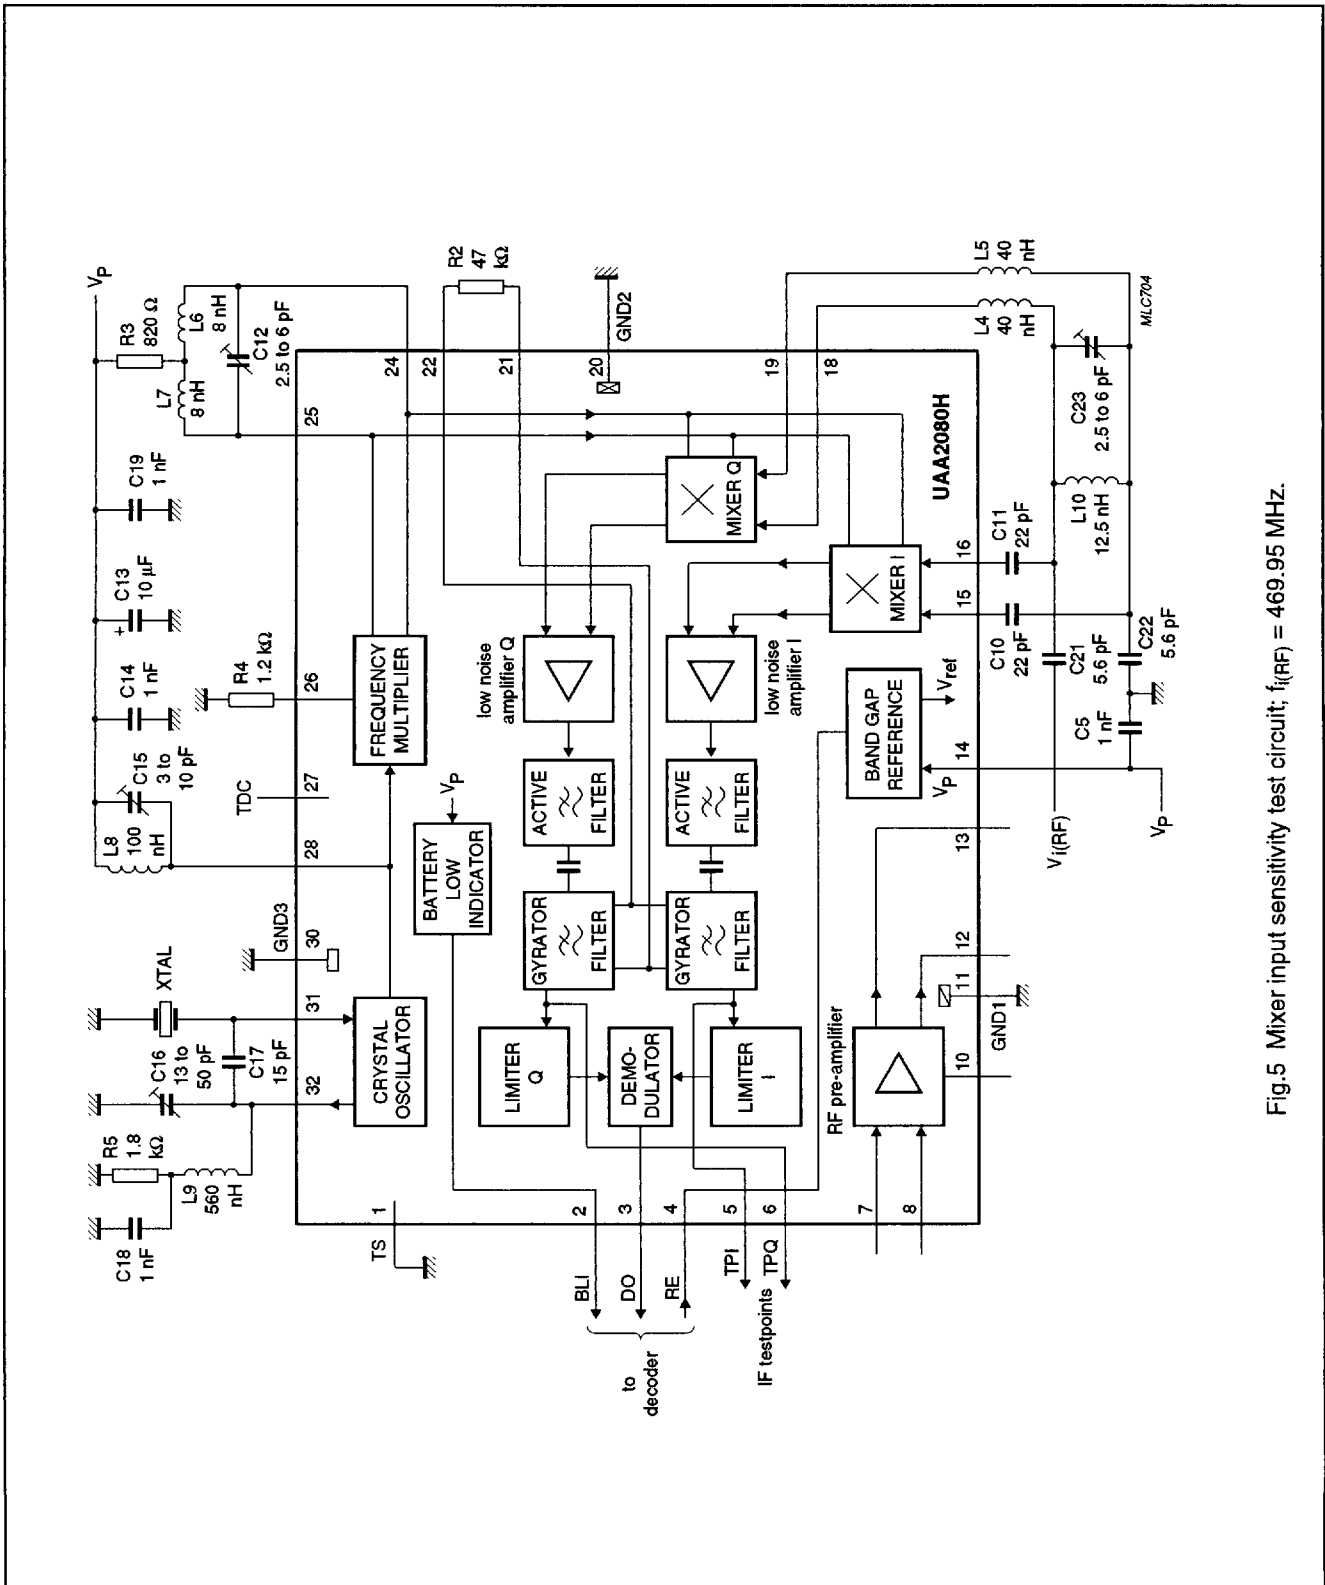 VP
R3
820 Ω
L6
8 nH
L7
8 nH
C12
2.5 to 6 pF
C19
1 nF
C13
10 µF
+
C14
1 nF
C15
3 to
10 pF
L8
100
nH
R4
1.2 kΩ
TDC
GND3
XTAL
C16
13 to
50 pF
C17
15 pF
R5
1.8
kΩ
L9
560
nH
C18
1 nF
TS
R2
47
kΩ
GND2
1
32
31
30
28
27
26
25
24
22
21
20
19
18
CRYSTAL
OSCILLATOR
FREQUENCY
MULTIPLIER
BATTERY
LOW
INDICATOR
VP
LIMITER
Q
GYRATOR
FILTER
ACTIVE
FILTER
low noise
amplifier Q
MIXER Q
DEMO-
DULATOR
LIMITER
I
GYRATOR
FILTER
ACTIVE
FILTER
low noise
amplifier I
MIXER I
UAA2080H
RF pre-amplifier
BAND GAP
REFERENCE
Vref
VP
2
3
4
5
6
7
8
10
11
12
13
14
15
16
BLI
DO
RE
TPI
TPQ
to
decoder
IF testpoints
GND1
Vi(RF)
VP
C5
1 nF
C10
22 pF
C11
22 pF
C21
5.6 pF
C22
5.6 pF
L10
12.5 nH
C23
2.5 to 6 pF
L4
40
nH
L5
40
nH
MLC704
Fig.5 Mixer input sensitivity test circuit; fi(RF) = 469.95 MHz.